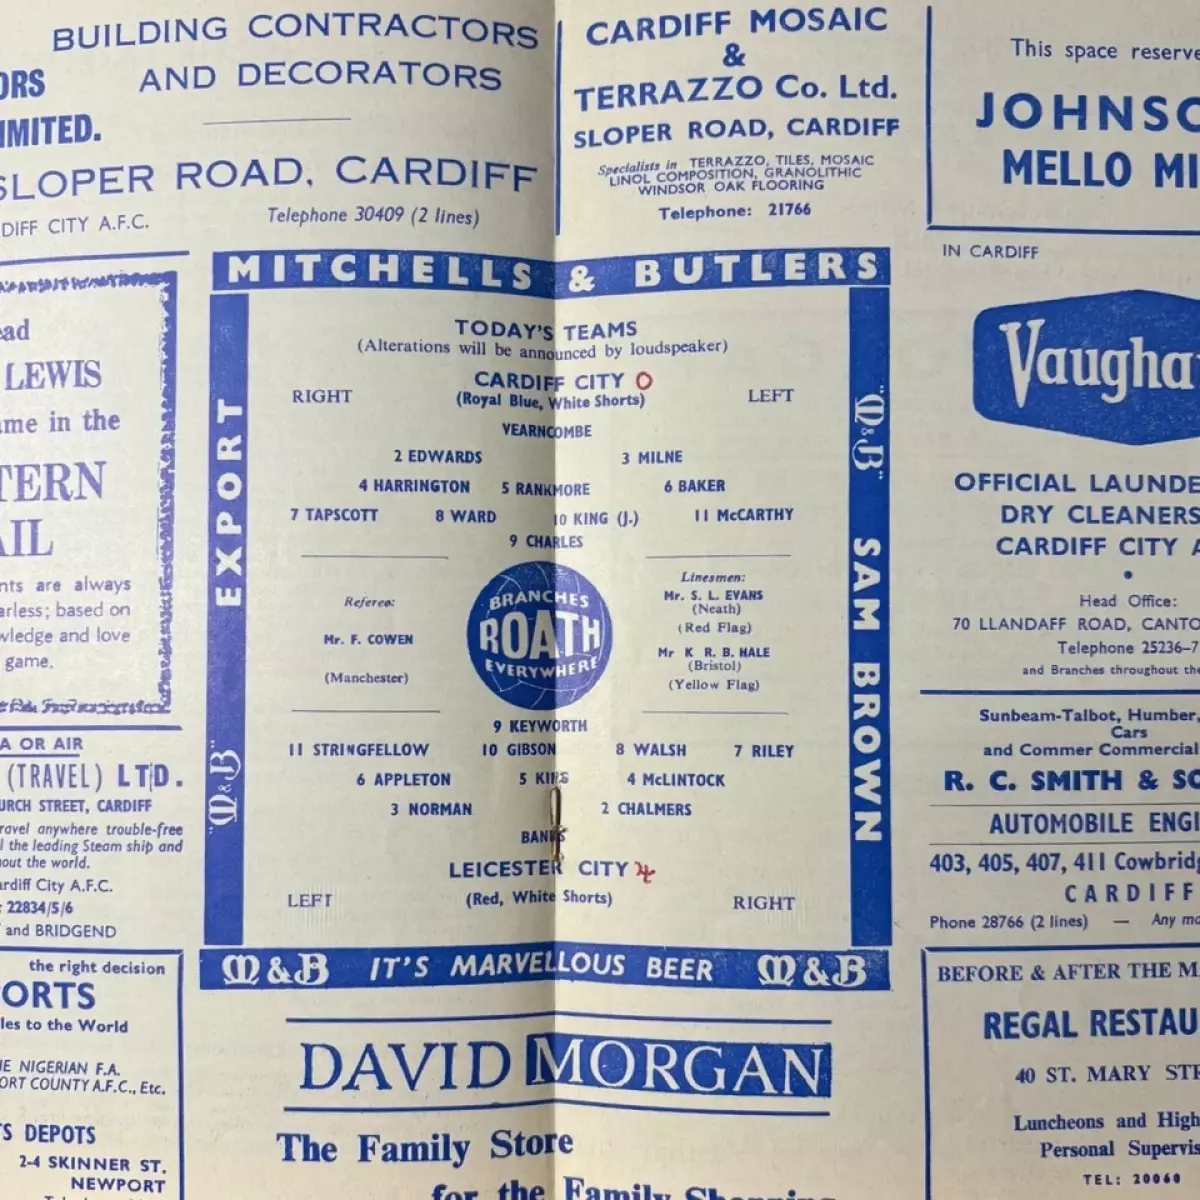 BUILDING CONTRACTORS
AND DECORATORS
ORS
IMITED.
SLOPER ROAD, CARDIFF
DIFF CITY A.F.C.
Telephone 30409 (2 lines)
CARDIFF MOSAIC
&
TERRAZZO Co. Ltd.
SLOPER ROAD, CARDIFF
Specialists in TERRAZZO, TILES, MOSAIC
LINOL COMPOSITION, GRANOLITHIC
WINDSOR OAK FLOORING
Telephone: 21766
This space reserve
JOHNSO
MELLO MI
ead
LEWIS
ame in the
TERN
AIL
nts are always
arless; based on
wledge and love
game.
MITCHELLS & BUTLERS
EXPORT
"M&B"
"M&B"
SAM BROWN
TODAY'S TEAMS
(Alterations will be announced by loudspeaker)
CARDIFF CITY 0
(Royal Blue, White Shorts)
RIGHT
LEFT
VEARNCOMBE
2 EDWARDS 3 MILNE
4 HARRINGTON 5 RANKMORE 6 BAKER
7 TAPSCOTT 8 WARD 10 KING (J.) 11 McCARTHY
9 CHARLES
Referee:
Mr. F. COWEN
(Manchester)
BRANCHES
ROATH
EVERYWHERE
Linesmen:
Mr. S. L. EVANS
(Neath)
(Red Flag)
Mr K R. B. HALE
(Bristol)
(Yellow Flag)
9 KEYWORTH
11 STRINGFELLOW 10 GIBSON 8 WALSH 7 RILEY
6 APPLETON 5 KING 4 McLINTOCK
3 NORMAN 2 CHALMERS
BANKS
LEICESTER CITY 4
(Red, White Shorts)
LEFT
RIGHT
M&B IT'S MARVELLOUS BEER M&B
IN CARDIFF
Vaugha
OFFICIAL LAUNDE
DRY CLEANERS
CARDIFF CITY A
•
Head Office:
70 LLANDAFF ROAD, CANTO
Telephone 25236–7
and Branches throughout the
Sunbeam-Talbot, Humber,
Cars
and Commer Commercial
R. C. SMITH & SO
AUTOMOBILE ENGI
403, 405, 407, 411 Cowbridg
CARDIFF
Phone 28766 (2 lines) — Any ma
A OR AIR
(TRAVEL) LTD.
URCH STREET, CARDIFF
ravel anywhere trouble-free
l the leading Steam ship and
out the world.
ardiff City A.F.C.
: 22834/5/6
and BRIDGEND
the right decision
ORTS
les to the World
E NIGERIAN F.A.
ORT COUNTY A.F.C., Etc.
'S DEPOTS
2-4 SKINNER ST.
NEWPORT
DAVID MORGAN
The Family Store
for the Family Shopping
BEFORE & AFTER THE MA
REGAL RESTAU
40 ST. MARY STR
Luncheons and High
Personal Supervis
TEL: 20060